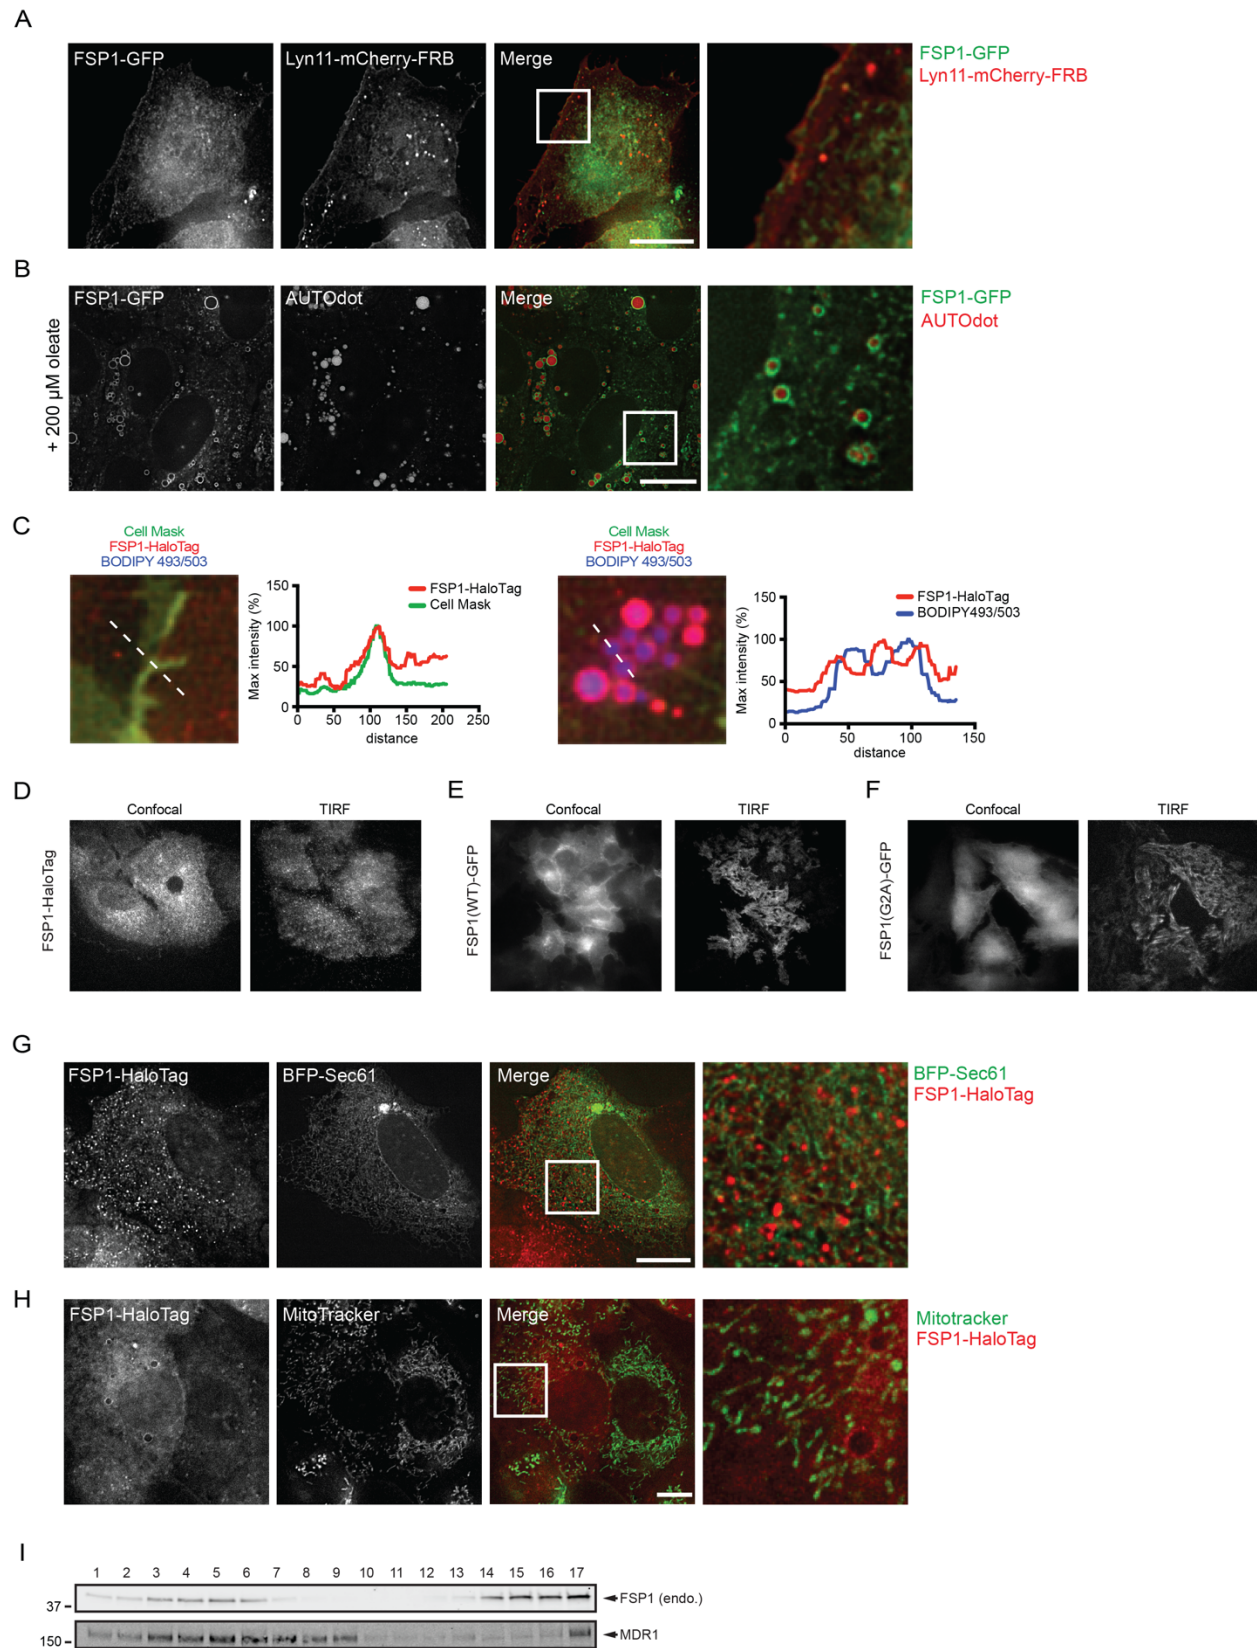 A
FSP1-GFP
Lyn11-mCherry-FRB
Merge
FSP1-GFP
Lyn11-mCherry-FRB
B
+ 200 µM oleate
FSP1-GFP
AUTOdot
Merge
FSP1-GFP
AUTOdot
C
Cell Mask
FSP1-HaloTag
BODIPY 493/503
Max intensity (%)
150
100
50
0
0 50 100 150 200 250
distance
FSP1-HaloTag
Cell Mask
Cell Mask
FSP1-HaloTag
BODIPY 493/503
Max intensity (%)
150
100
50
0
0 50 100 150
distance
FSP1-HaloTag
BODIPY493/503
D
Confocal
TIRF
FSP1-HaloTag
E
Confocal
TIRF
FSP1(WT)-GFP
F
Confocal
TIRF
FSP1(G2A)-GFP
G
FSP1-HaloTag
BFP-Sec61
Merge
BFP-Sec61
FSP1-HaloTag
H
FSP1-HaloTag
MitoTracker
Merge
Mitotracker
FSP1-HaloTag
I
1 2 3 4 5 6 7 8 9 10 11 12 13 14 15 16 17
37
FSP1 (endo.)
150
MDR1